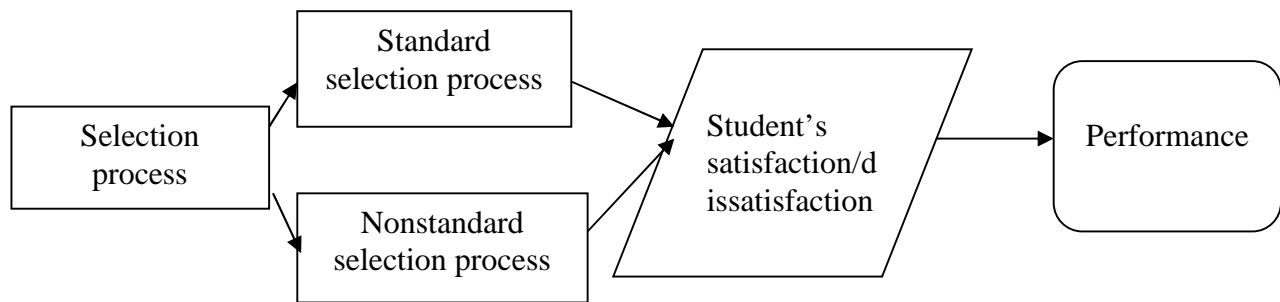 Selection
process
Standard
selection process
Nonstandard
selection process
Student’s
satisfaction/d
issatisfaction
Performance